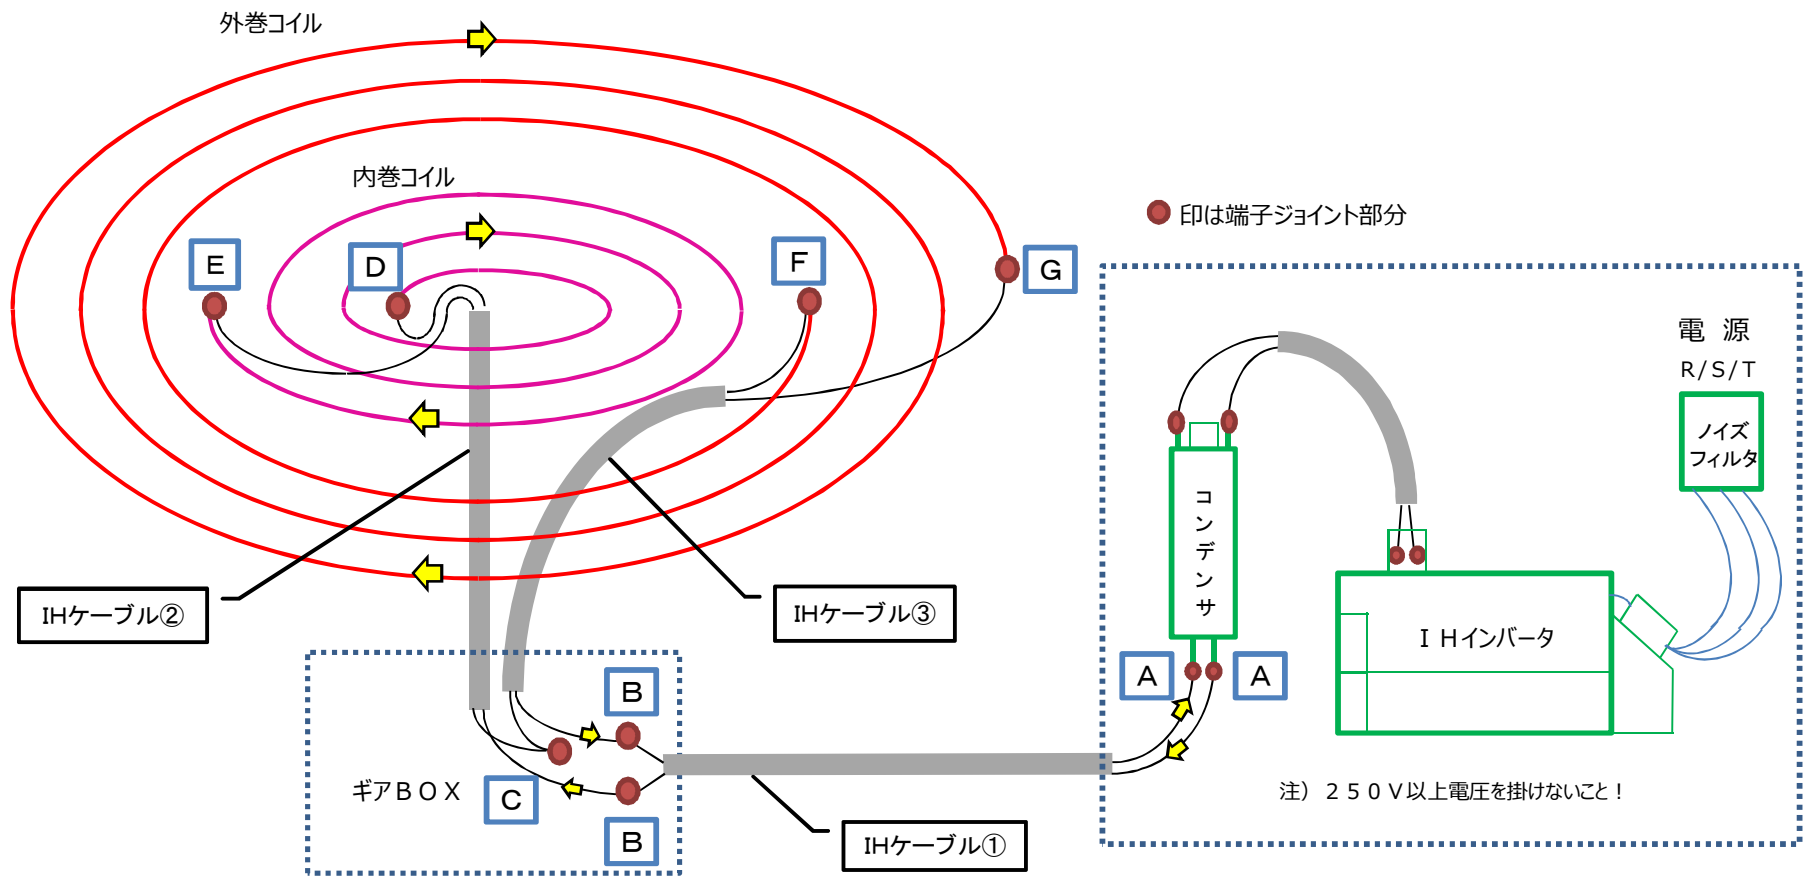 外巻コイル
内巻コイル
E
D
F
G
印は端子ジョイント部分
電 源
R/S/T
ノイズ
フィルタ
コンデンサ
IHインバータ
IHケーブル②
IHケーブル③
A
A
B
ギアBOX
C
B
IHケーブル①
注）250V以上電圧を掛けないこと！